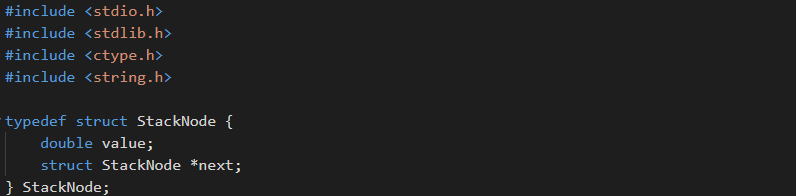 #include <stdio.h>
#include <stdlib.h>
#include <ctype.h>
#include <string.h>

typedef struct StackNode {
    double value;
    struct StackNode *next;
} StackNode;